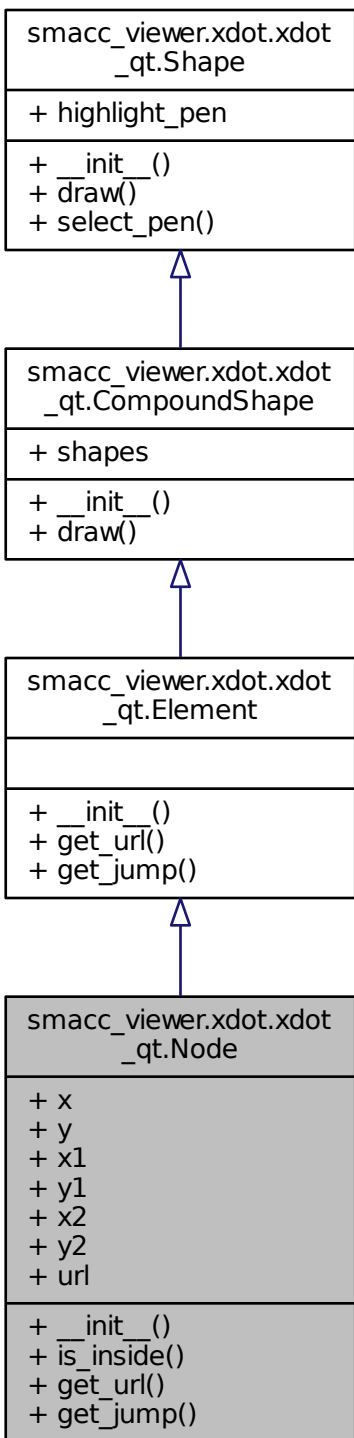 smacc_viewer.xdot.xdot
_qt.Shape
+ highlight_pen
+ __init__()
+ draw()
+ select_pen()
smacc_viewer.xdot.xdot
_qt.CompoundShape
+ shapes
+ __init__()
+ draw()
smacc_viewer.xdot.xdot
_qt.Element
+ __init__()
+ get_url()
+ get_jump()
smacc_viewer.xdot.xdot
_qt.Node
+ x
+ y
+ x1
+ y1
+ x2
+ y2
+ url
+ __init__()
+ is_inside()
+ get_url()
+ get_jump()